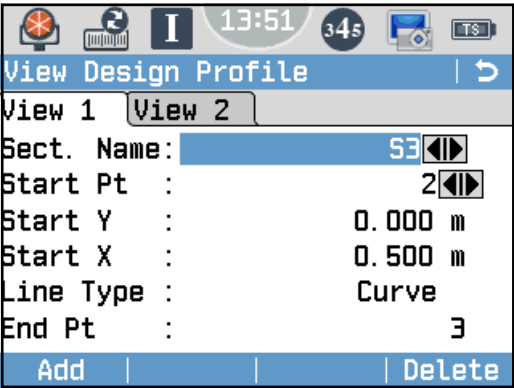 I 13:51 345 TS
View Design Profile
View 1 View 2
Sect. Name: S3
Start Pt : 2
Start Y : 0.000 m
Start X : 0.500 m
Line Type : Curve
End Pt : 3
Add Delete